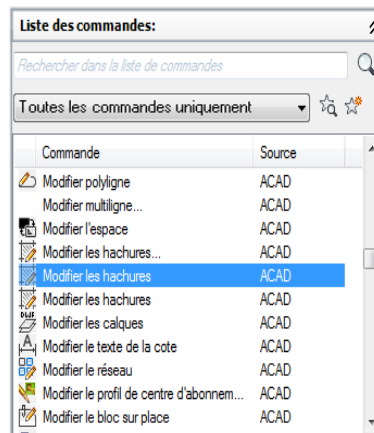 Liste des commandes:
Rechercher dans la liste de commandes
Toutes les commandes uniquement
Commande Source
Modifier polyligne ACAD
Modifier multiligne... ACAD
Modifier l'espace ACAD
Modifier les hachures... ACAD
Modifier les hachures ACAD
Modifier les hachures ACAD
DWF Modifier les calques ACAD
A Modifier le texte de la cote ACAD
Modifier le réseau ACAD
Modifier le profil de centre d'abonnem... ACAD
Modifier le bloc sur place ACAD